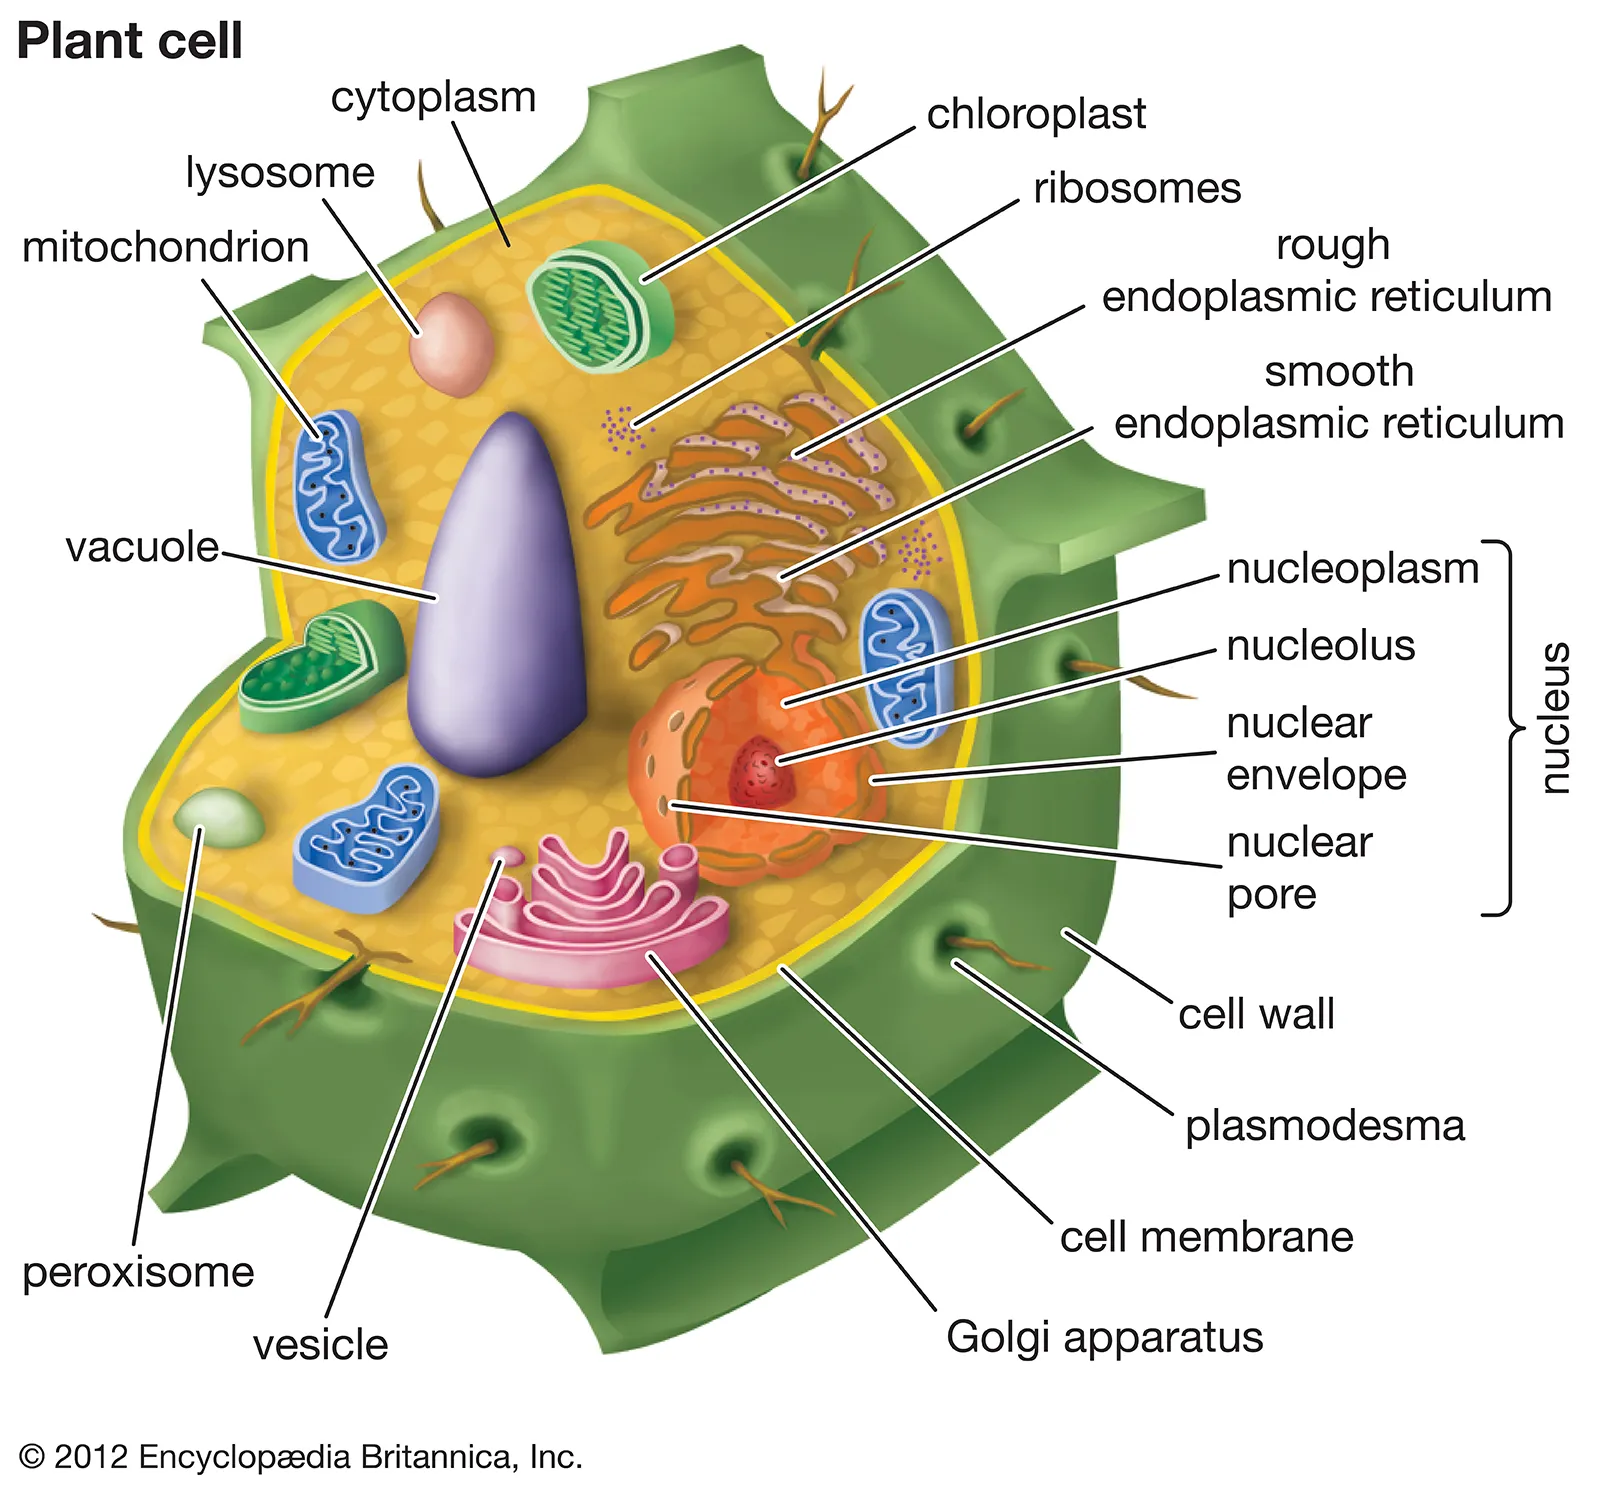 Plant cell
cytoplasm
lysosome
mitochondrion
vacuole
peroxisome
vesicle
chloroplast
ribosomes
rough
endoplasmic reticulum
smooth
endoplasmic reticulum
nucleoplasm
nucleolus
nuclear
envelope
nuclear
pore
nucleus
cell wall
plasmodesma
cell membrane
Golgi apparatus
© 2012 Encyclopædia Britannica, Inc.